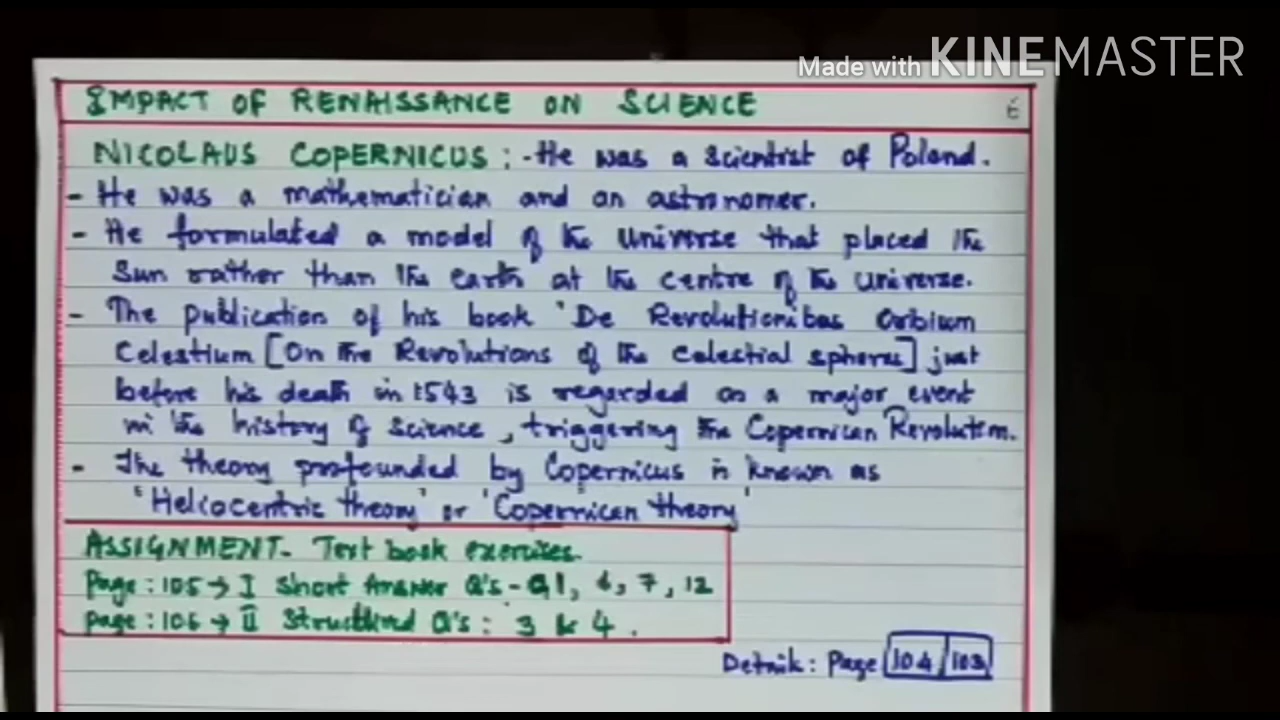 Made with KINEMASTER
IMPACT OF RENAISSANCE ON SCIENCE 6
NICOLAUS COPERNICUS :- He was a scientist of Poland.
- He was a mathematician and an astronomer.
- He formulated a model of the Universe that placed the
Sun rather than the earth at the centre of the universe.
- The publication of his book 'De Revolutionibas Orbium
Celestium [On the Revolutions of the celestial spheres] just
before his death in 1543 is regarded as a major event
in the history of science, triggering the Copernican Revolution.
- The theory profounded by Copernicus is known as
'Heliocentric theory' or 'Copernican theory'
ASSIGNMENT- Text book exercises.
Page : 105 → I Short Answer Q's - Q1, 6, 7, 12
page : 106 → II Structured Q's : 3 & 4.
Details : Page 104 103